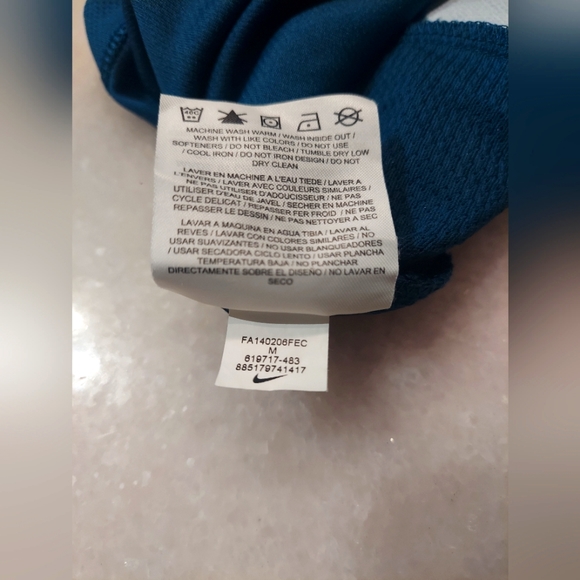 40C
MACHINE WASH WARM / WASH INSIDE OUT /
WASH WITH LIKE COLORS / DO NOT USE
SOFTENERS / DO NOT BLEACH / TUMBLE DRY LOW
/ COOL IRON / DO NOT IRON DESIGN / DO NOT
DRY CLEAN
LAVER EN MACHINE A L'EAU TIEDE / LAVER A
L'ENVERS / LAVER AVEC COULEURS SIMILAIRES /
NE PAS UTILISER D'ADOUCISSEUR / NE PAS
UTILISER D'EAU DE JAVEL / SECHER EN MACHINE
CYCLE DELICAT / REPASSER FER FROID / NE PAS
REPASSER LE DESSIN / NE PAS NETTOYER A SEC
LAVAR A MAQUINA EN AQUA TIBIA / LAVAR AL
REVES / LAVAR CON COLORES SIMILARES / NO
USAR SUAVIZANTES / NO USAR BLANQUEADORES
/ USAR SECADORA CICLO LENTO / USAR PLANCHA
TEMPERATURA BAJA / NO PLANCHAR
DIRECTAMENTE SOBRE EL DISEÑO / NO LAVAR EN
SECO
FA140206FEC
M
619717-483
885179741417